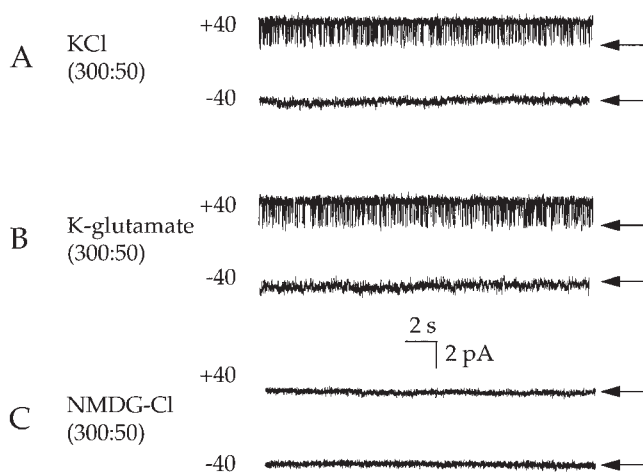 A
KCl
(300:50)
+40
-40
B
K-glutamate
(300:50)
+40
-40
2 s
2 pA
C
NMDG-Cl
(300:50)
+40
-40